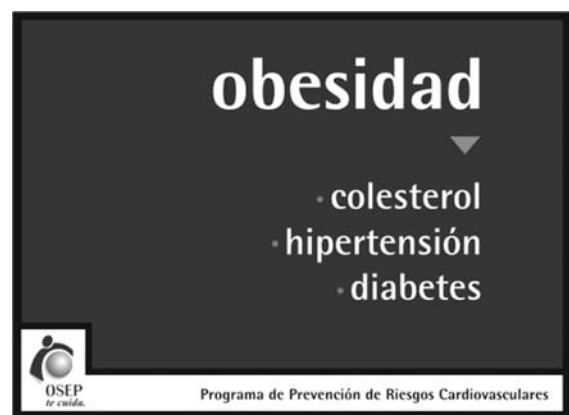 obesidad
colesterol
hipertensión
diabetes
OSEP
te cuida.
Programa de Prevención de Riesgos Cardiovasculares